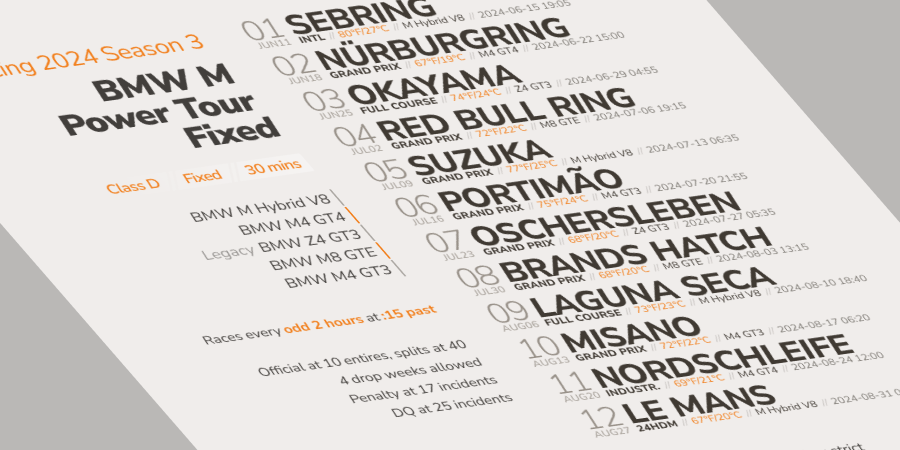 ing 2024 Season 3
BMW M
Power Tour
Fixed
Class D Fixed 30 mins
BMW M Hybrid V8
BMW M4 GT4
Legacy BMW Z4 GT3
BMW M8 GTE
BMW M4 GT3
Races every odd 2 hours at :15 past
Official at 10 entires, splits at 40
4 drop weeks allowed
Penalty at 17 incidents
DQ at 25 incidents
01 SEBRING
JUN11 INTL // 80°F/27°C // M Hybrid V8 // 2024-06-15 19:05
02 NÜRBURGRING
JUN18 GRAND PRIX // 67°F/19°C // M4 GT4 // 2024-06-22 15:00
03 OKAYAMA
JUN25 FULL COURSE // 74°F/24°C // Z4 GT3 // 2024-06-29 04:55
04 RED BULL RING
JUL02 GRAND PRIX // 72°F/22°C // M8 GTE // 2024-07-06 19:15
05 SUZUKA
JUL09 GRAND PRIX // 77°F/25°C // M Hybrid V8 // 2024-07-13 06:35
06 PORTIMÃO
JUL16 GRAND PRIX // 75°F/24°C // M4 GT3 // 2024-07-20 21:55
07 OSCHERSLEBEN
JUL23 GRAND PRIX // 68°F/20°C // Z4 GT3 // 2024-07-27 05:35
08 BRANDS HATCH
JUL30 GRAND PRIX // 68°F/20°C // M8 GTE // 2024-08-03 13:15
09 LAGUNA SECA
AUG06 FULL COURSE // 73°F/23°C // M Hybrid V8 // 2024-08-10 18:40
10 MISANO
AUG13 GRAND PRIX // 72°F/22°C // M4 GT3 // 2024-08-17 06:20
11 NORDSCHLEIFE
AUG20 INDUSTR. // 69°F/21°C // M4 GT4 // 2024-08-24 12:00
12 LE MANS
AUG27 24HDM // 67°F/20°C // M Hybrid V8 // 2024-08-31